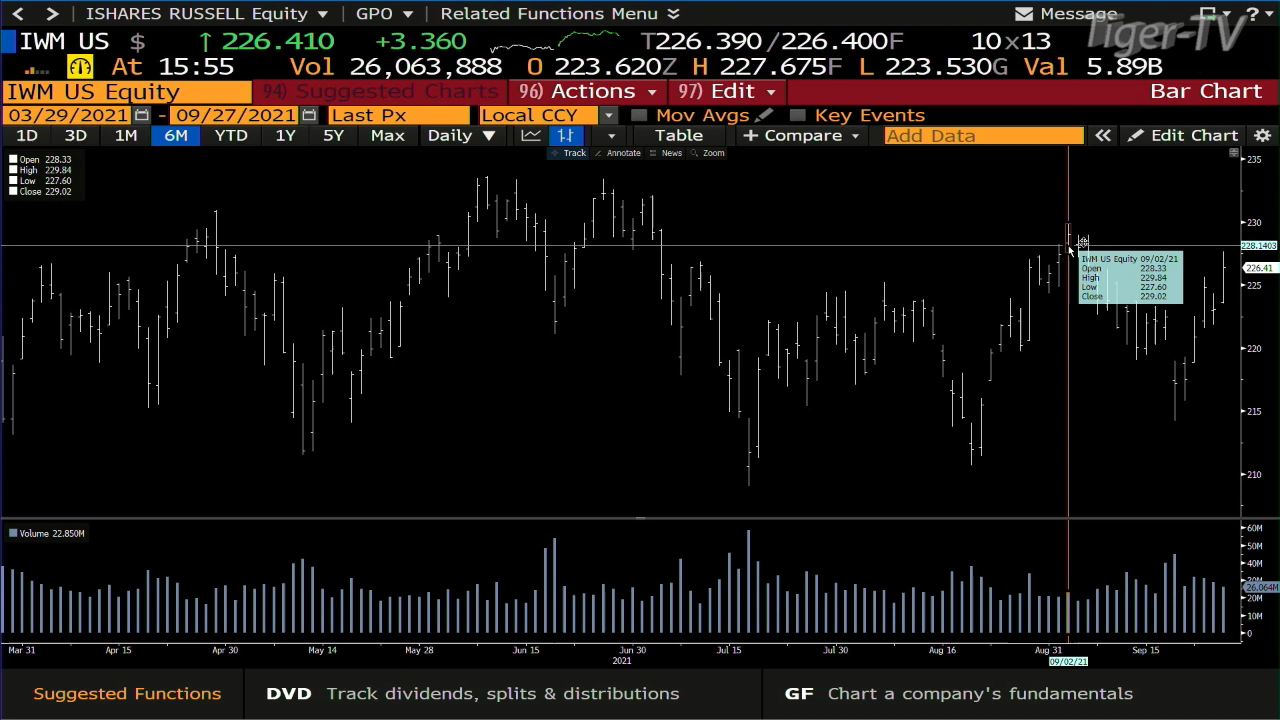 ISHARES RUSSELL Equity GPO Related Functions Menu Message ?
Tiger-TV
IWM US $ ↑ 226.410 +3.360 T226.390/226.400F 10x13
At 15:55 Vol 26,063,888 O 223.620Z H 227.675F L 223.530G Val 5.89B
IWM US Equity 94) Suggested Charts 96) Actions 97) Edit Bar Chart
03/29/2021 - 09/27/2021 Last Px Local CCY Mov Avgs Key Events
1D 3D 1M 6M YTD 1Y 5Y Max Daily ▼ Table + Compare Add Data « Edit Chart
Track Annotate News Zoom
Open 228.33
High 229.84
Low 227.60
Close 229.02
235
230
228.1403
226.41
225
220
215
210
IWM US Equity 09/02/21
Open 228.33
High 229.84
Low 227.60
Close 229.02
Volume 22.850M
60M
50M
40M
30M
26.064M
20M
10M
0
Mar 31 Apr 15 Apr 30 May 14 May 28 Jun 15 Jun 30 Jul 15 Jul 30 Aug 16 Aug 31 Sep 15
2021 09/02/21
Suggested Functions DVD Track dividends, splits & distributions GF Chart a company's fundamentals